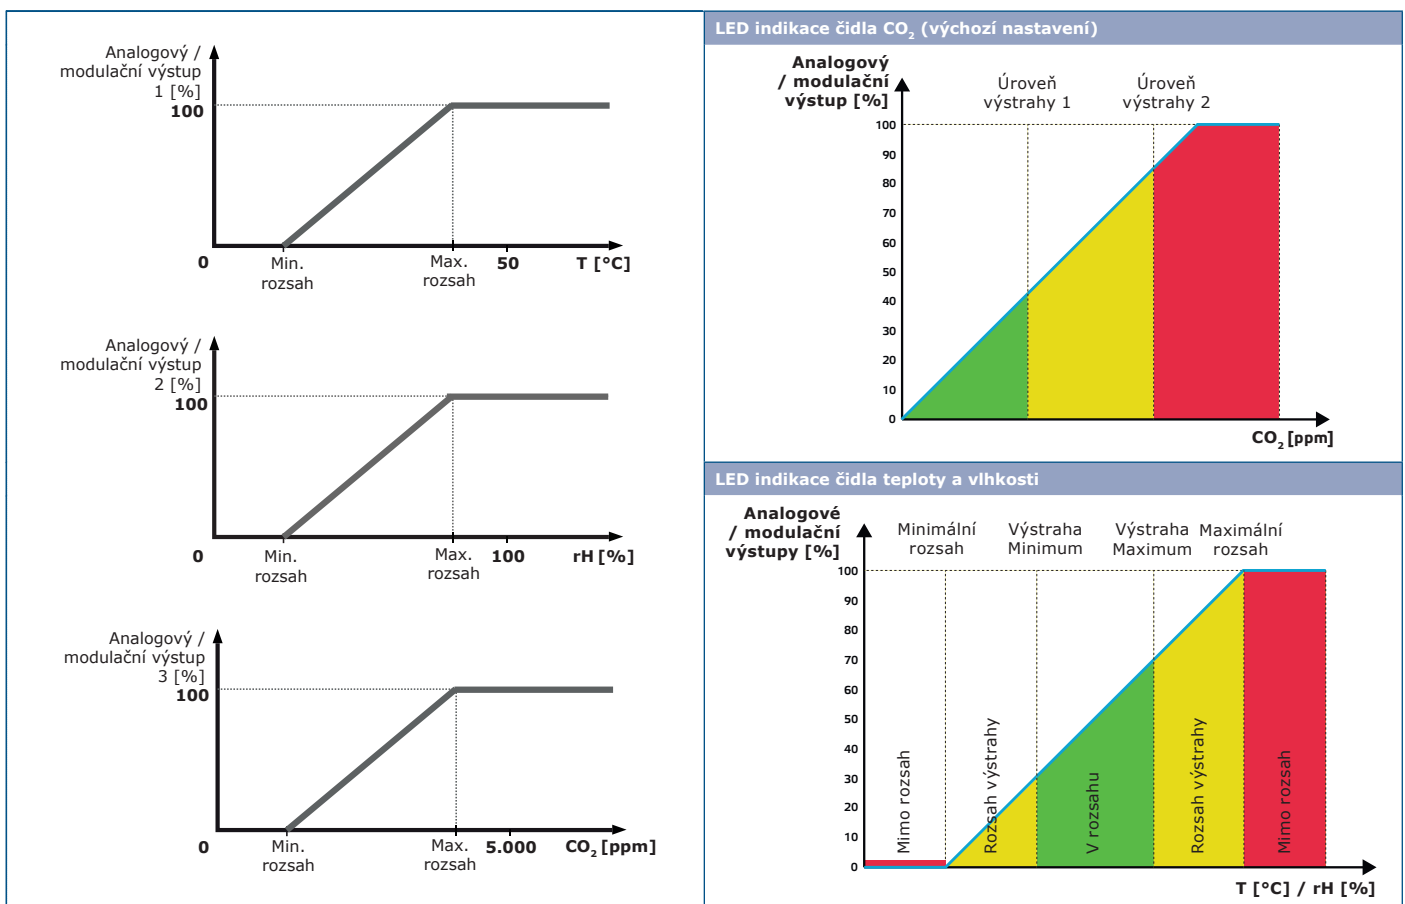 Analogový /
modulační výstup
1 [%]
100
0
Min.
rozsah
Max.
rozsah
50
T [°C]
Analogový /
modulační výstup
2 [%]
100
0
Min.
rozsah
Max.
rozsah
100
rH [%]
Analogový /
modulační výstup
3 [%]
100
0
Min.
rozsah
Max.
rozsah
5.000
CO2 [ppm]
LED indikace čidla CO2 (výchozí nastavení)
Analogový
/ modulační
výstup [%]
Úroveň
výstrahy 1
Úroveň
výstrahy 2
100
90
80
70
60
50
40
30
20
10
0
CO2 [ppm]
LED indikace čidla teploty a vlhkosti
Analogové
/ modulační
výstupy [%]
Minimální
rozsah
Výstraha
Minimum
Výstraha
Maximum
Maximální
rozsah
100
90
80
70
60
50
40
30
20
10
0
Mimo rozsah
Rozsah výstrahy
V rozsahu
Rozsah výstrahy
Mimo rozsah
T [°C] / rH [%]